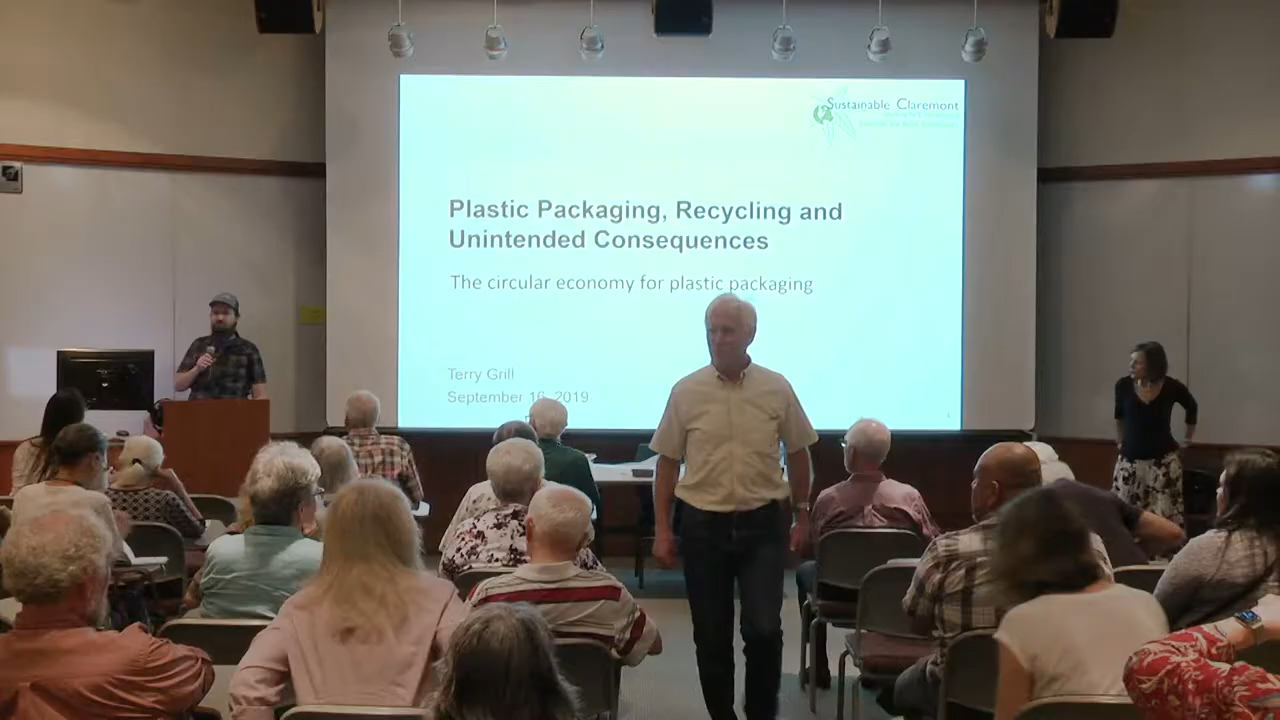 Sustainable Claremont
Plastic Packaging, Recycling and
Unintended Consequences
The circular economy for plastic packaging
Terry Grill
September 16, 2019